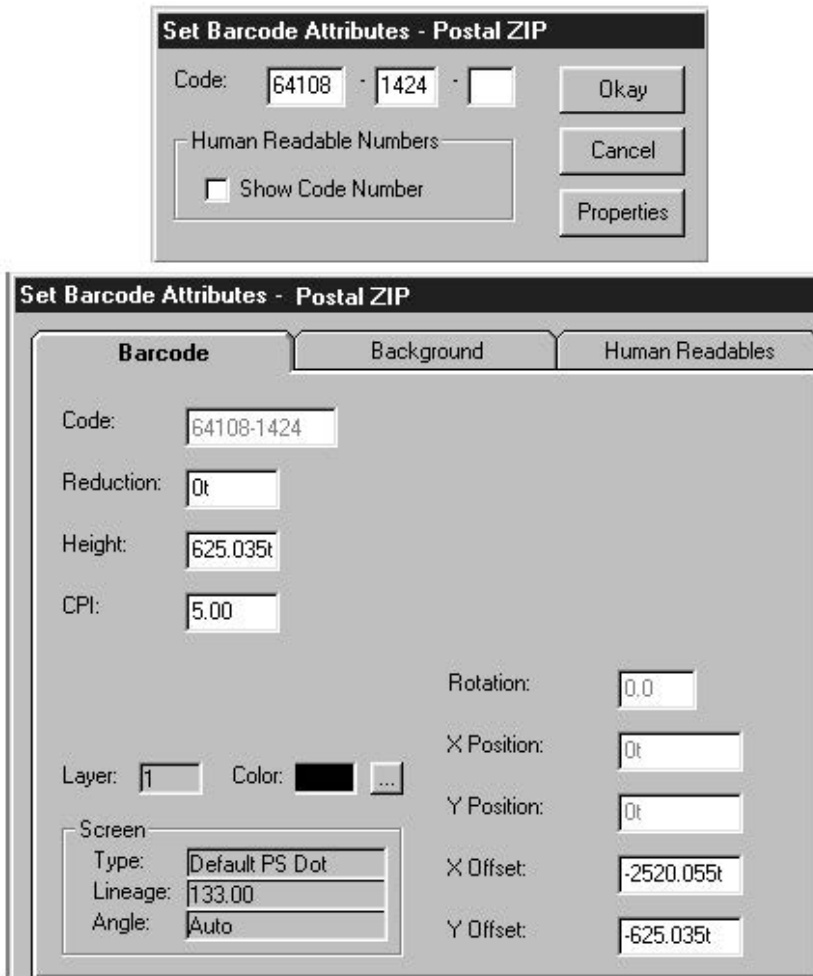 Set Barcode Attributes - Postal ZIP
Code: 64108 - 1424 -
Okay
Human Readable Numbers
Cancel
Show Code Number
Properties
Set Barcode Attributes - Postal ZIP
Barcode Background Human Readables
Code: 64108-1424
Reduction: 0t
Height: 625.035t
CPI: 5.00
Rotation: 0.0
X Position: 0t
Layer: 1 Color: ...
Y Position: 0t
Screen
Type: Default PS Dot
X Offset: -2520.055t
Lineage: 133.00
Angle: Auto
Y Offset: -625.035t